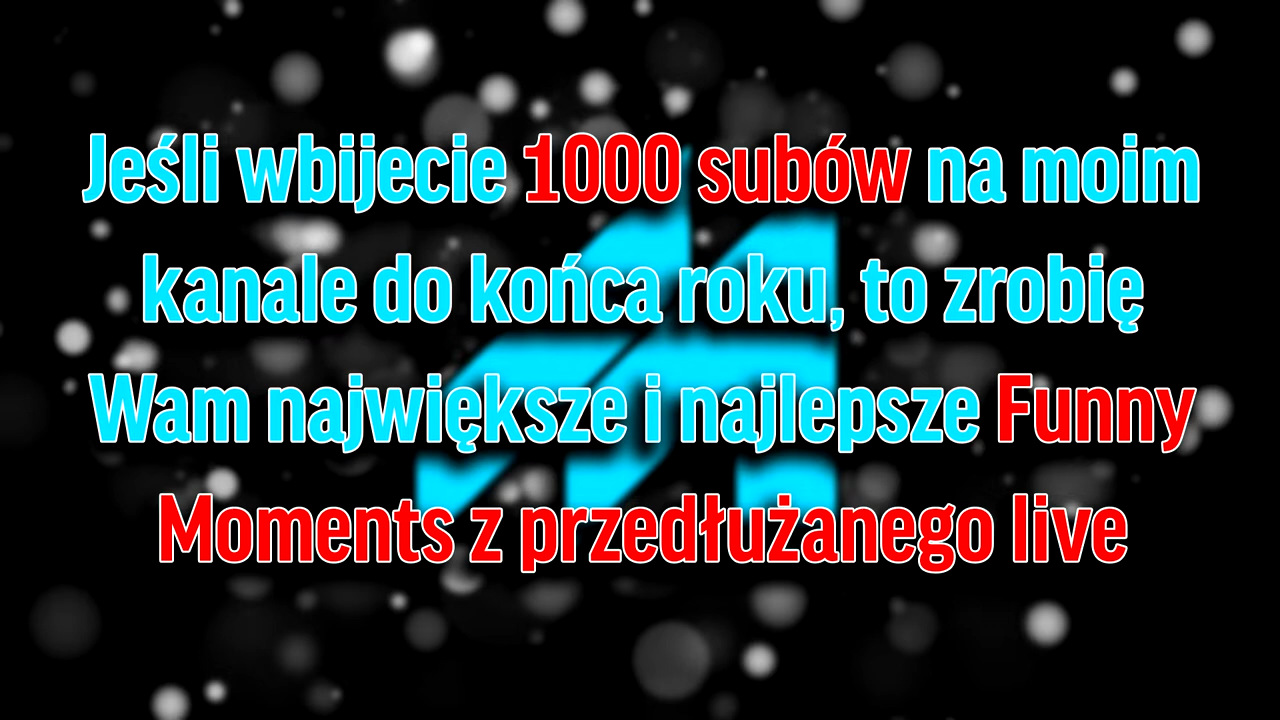 Jeśli wbijecie 1000 subów na moim
kanale do końca roku, to zrobię
Wam największe i najlepsze Funny
Moments z przedłużanego live